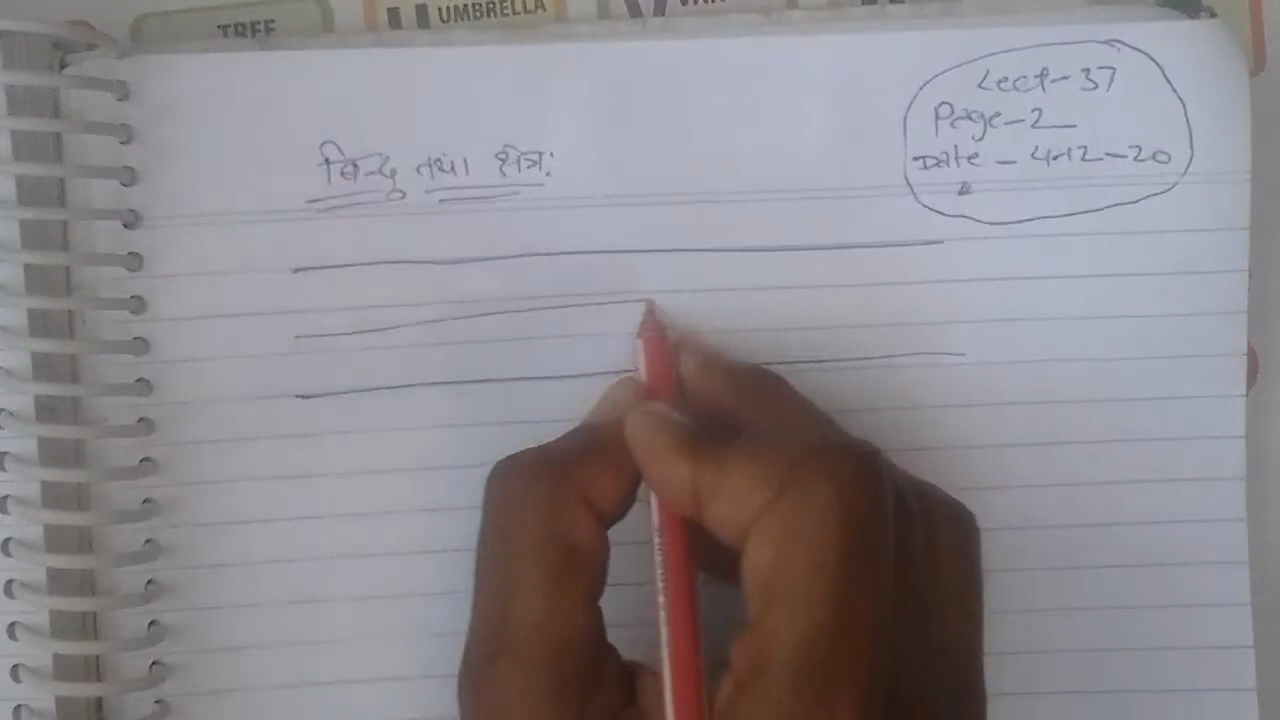 TREE
U UMBRELLA
Lect-37
Page-2
Date - 4-12-20
बिन्दु तथा क्षेत्र: